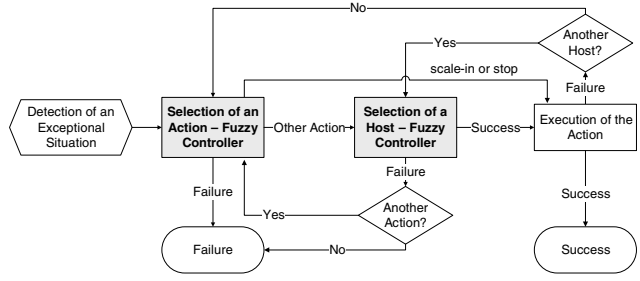 No
Another
Host?
Yes
scale-in or stop
Failure
Detection of an
Exceptional
Situation
Selection of an
Action – Fuzzy
Controller
Other Action
Selection of a
Host – Fuzzy
Controller
Success
Execution of the
Action
Failure
Failure
Another
Action?
Yes
No
Success
Failure
Success